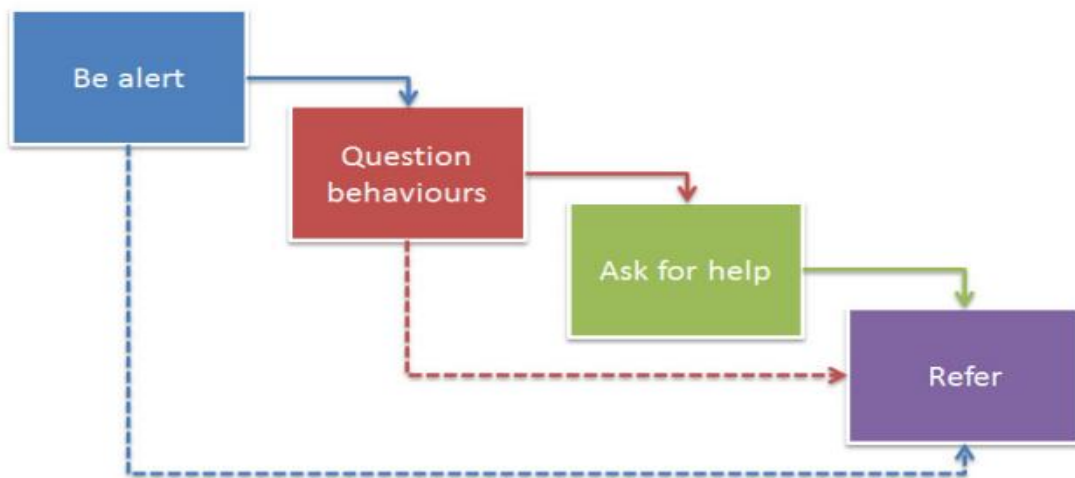 Be alert
Question
behaviours
Ask for help
Refer